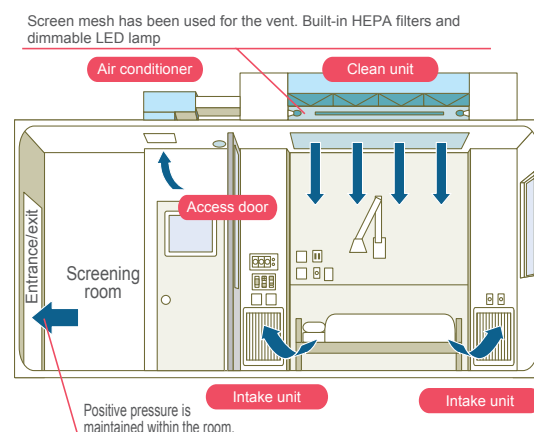 Screen mesh has been used for the vent. Built-in HEPA filters and
dimmable LED lamp
Air conditioner
Clean unit
Access door
Entrance/exit
Screening
room
Intake unit
Intake unit
Positive pressure is
maintained within the room.